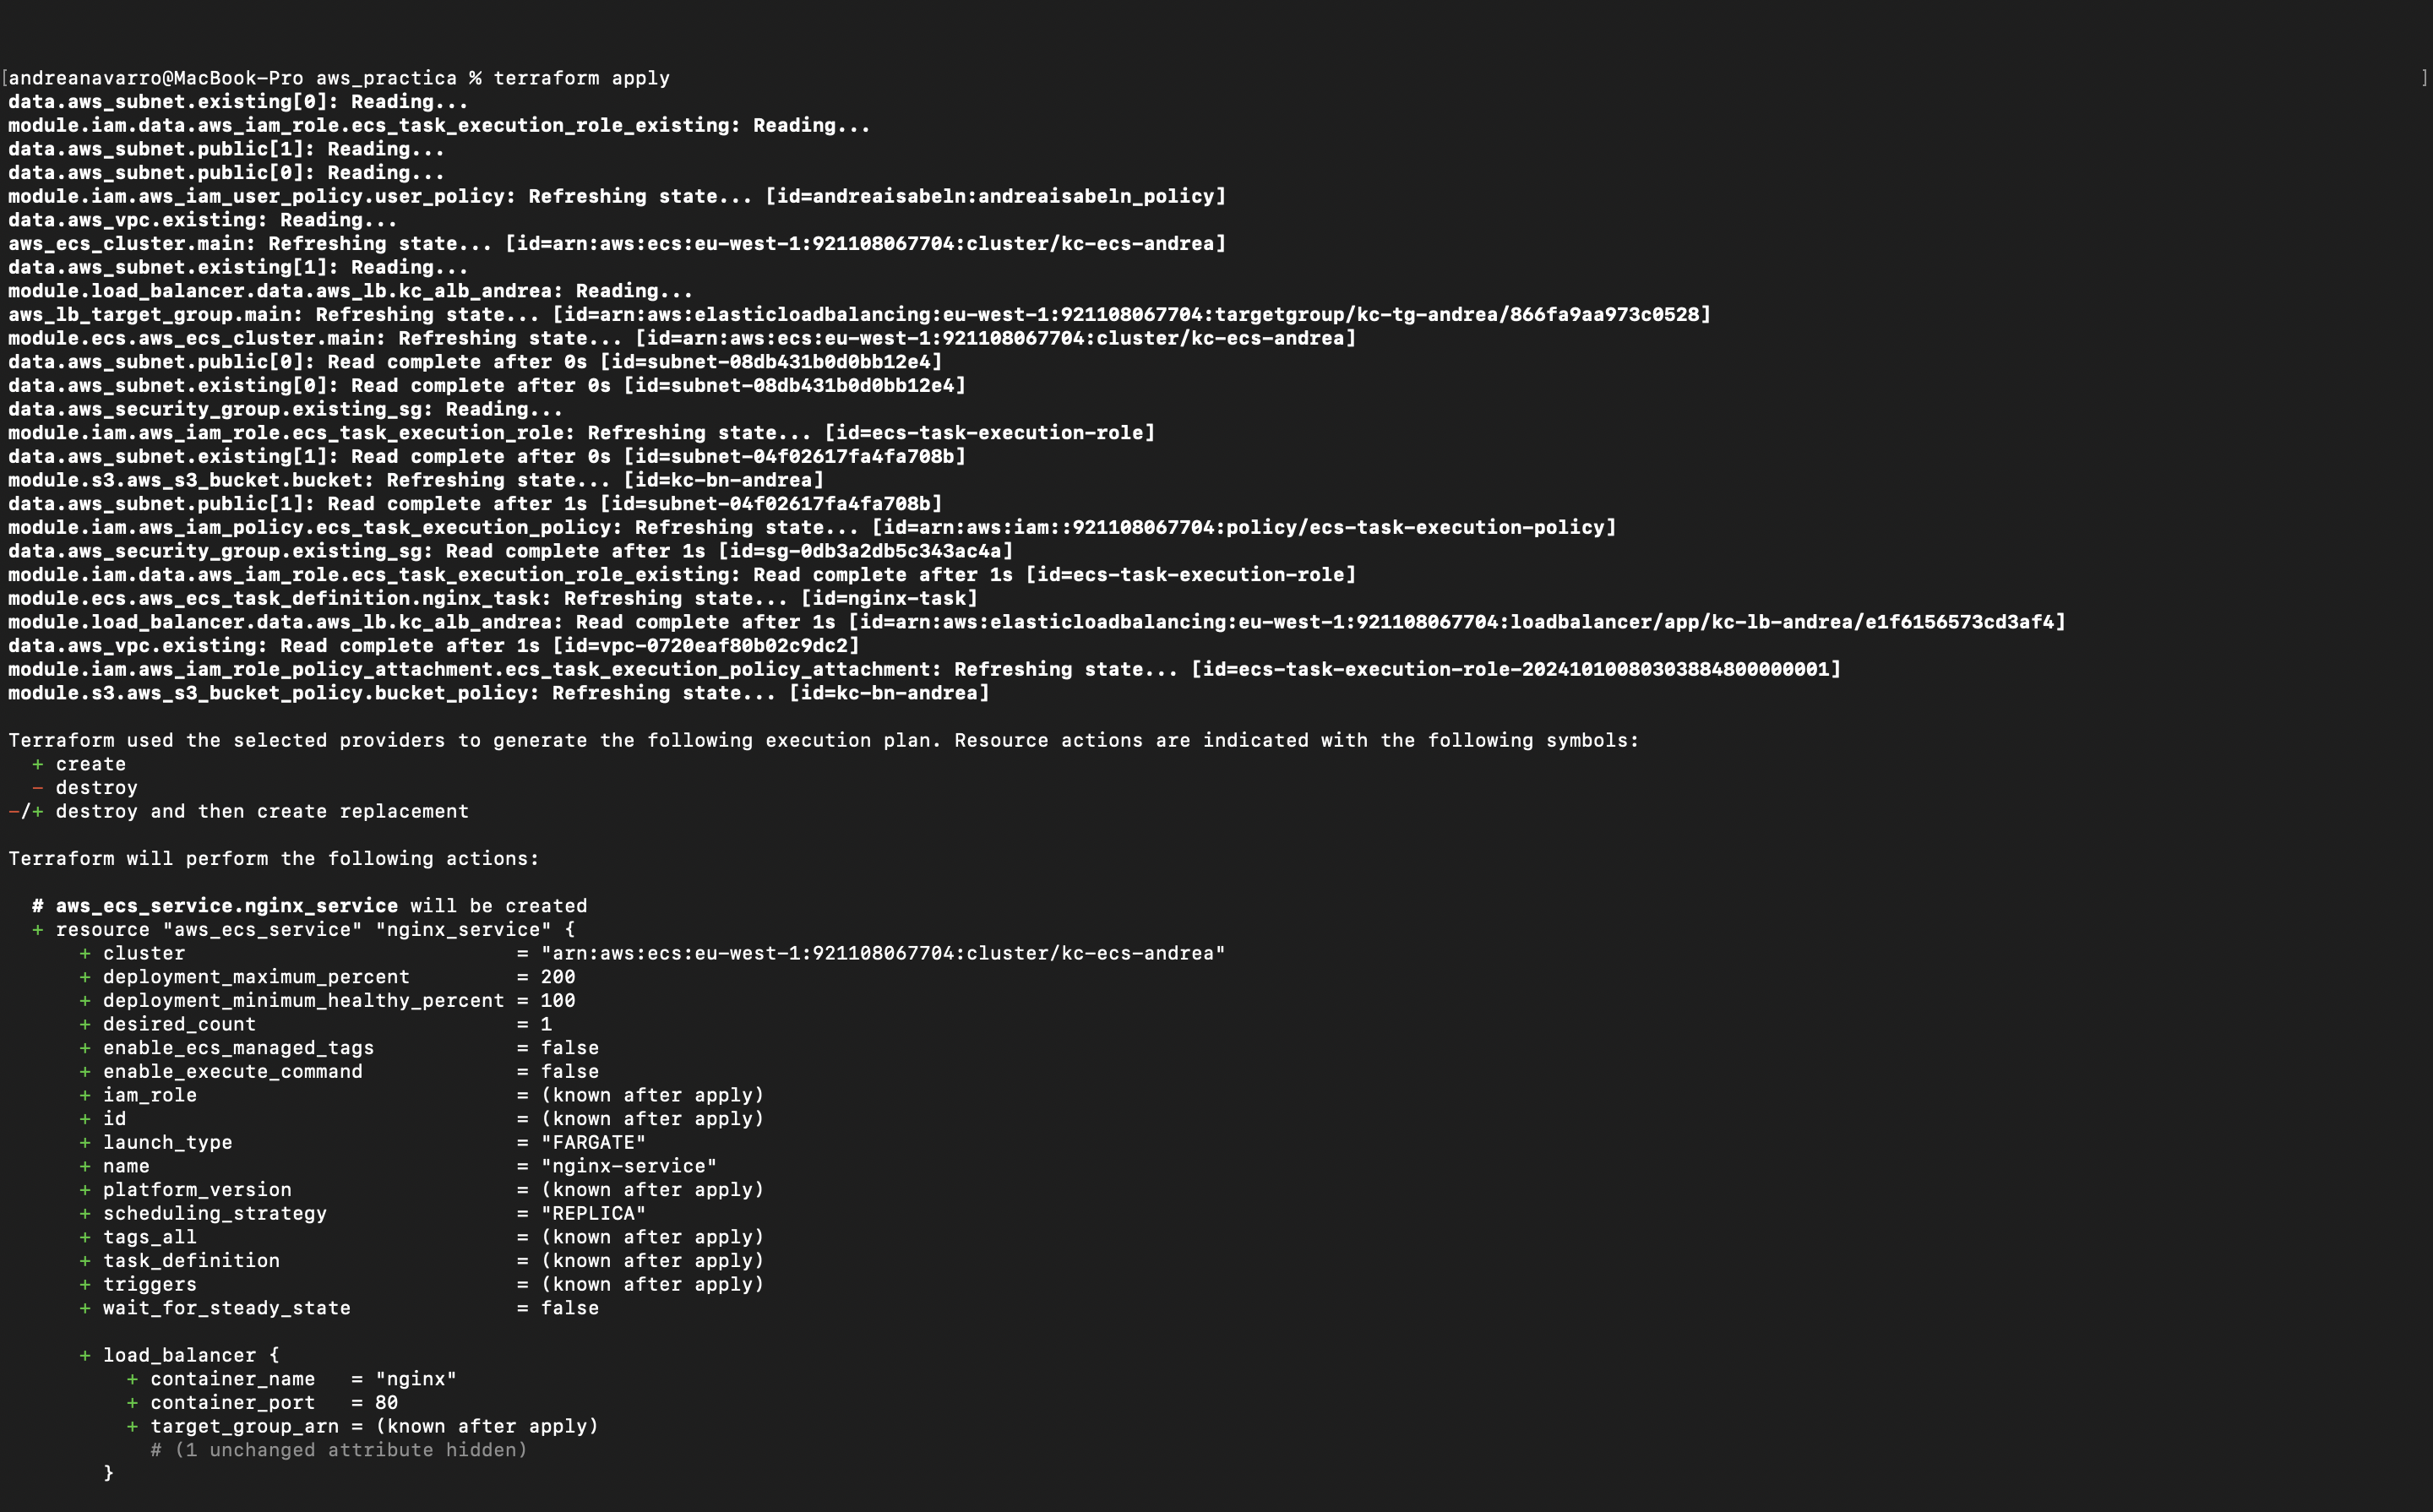 [andreanavarro@MacBook-Pro aws_practica % terraform apply ]
data.aws_subnet.existing[0]: Reading...
module.iam.data.aws_iam_role.ecs_task_execution_role_existing: Reading...
data.aws_subnet.public[1]: Reading...
data.aws_subnet.public[0]: Reading...
module.iam.aws_iam_user_policy.user_policy: Refreshing state... [id=andreaisabeln:andreaisabeln_policy]
data.aws_vpc.existing: Reading...
aws_ecs_cluster.main: Refreshing state... [id=arn:aws:ecs:eu-west-1:921108067704:cluster/kc-ecs-andrea]
data.aws_subnet.existing[1]: Reading...
module.load_balancer.data.aws_lb.kc_alb_andrea: Reading...
aws_lb_target_group.main: Refreshing state... [id=arn:aws:elasticloadbalancing:eu-west-1:921108067704:targetgroup/kc-tg-andrea/866fa9aa973c0528]
module.ecs.aws_ecs_cluster.main: Refreshing state... [id=arn:aws:ecs:eu-west-1:921108067704:cluster/kc-ecs-andrea]
data.aws_subnet.public[0]: Read complete after 0s [id=subnet-08db431b0d0bb12e4]
data.aws_subnet.existing[0]: Read complete after 0s [id=subnet-08db431b0d0bb12e4]
data.aws_security_group.existing_sg: Reading...
module.iam.aws_iam_role.ecs_task_execution_role: Refreshing state... [id=ecs-task-execution-role]
data.aws_subnet.existing[1]: Read complete after 0s [id=subnet-04f02617fa4fa708b]
module.s3.aws_s3_bucket.bucket: Refreshing state... [id=kc-bn-andrea]
data.aws_subnet.public[1]: Read complete after 1s [id=subnet-04f02617fa4fa708b]
module.iam.aws_iam_policy.ecs_task_execution_policy: Refreshing state... [id=arn:aws:iam::921108067704:policy/ecs-task-execution-policy]
data.aws_security_group.existing_sg: Read complete after 1s [id=sg-0db3a2db5c343ac4a]
module.iam.data.aws_iam_role.ecs_task_execution_role_existing: Read complete after 1s [id=ecs-task-execution-role]
module.ecs.aws_ecs_task_definition.nginx_task: Refreshing state... [id=nginx-task]
module.load_balancer.data.aws_lb.kc_alb_andrea: Read complete after 1s [id=arn:aws:elasticloadbalancing:eu-west-1:921108067704:loadbalancer/app/kc-lb-andrea/e1f6156573cd3af4]
data.aws_vpc.existing: Read complete after 1s [id=vpc-0720eaf80b02c9dc2]
module.iam.aws_iam_role_policy_attachment.ecs_task_execution_policy_attachment: Refreshing state... [id=ecs-task-execution-role-20241010080303884800000001]
module.s3.aws_s3_bucket_policy.bucket_policy: Refreshing state... [id=kc-bn-andrea]
Terraform used the selected providers to generate the following execution plan. Resource actions are indicated with the following symbols:
+ create
- destroy
-/+ destroy and then create replacement
Terraform will perform the following actions:
# aws_ecs_service.nginx_service will be created
+ resource "aws_ecs_service" "nginx_service" {
+ cluster = "arn:aws:ecs:eu-west-1:921108067704:cluster/kc-ecs-andrea"
+ deployment_maximum_percent = 200
+ deployment_minimum_healthy_percent = 100
+ desired_count = 1
+ enable_ecs_managed_tags = false
+ enable_execute_command = false
+ iam_role = (known after apply)
+ id = (known after apply)
+ launch_type = "FARGATE"
+ name = "nginx-service"
+ platform_version = (known after apply)
+ scheduling_strategy = "REPLICA"
+ tags_all = (known after apply)
+ task_definition = (known after apply)
+ triggers = (known after apply)
+ wait_for_steady_state = false
+ load_balancer {
+ container_name = "nginx"
+ container_port = 80
+ target_group_arn = (known after apply)
# (1 unchanged attribute hidden)
}